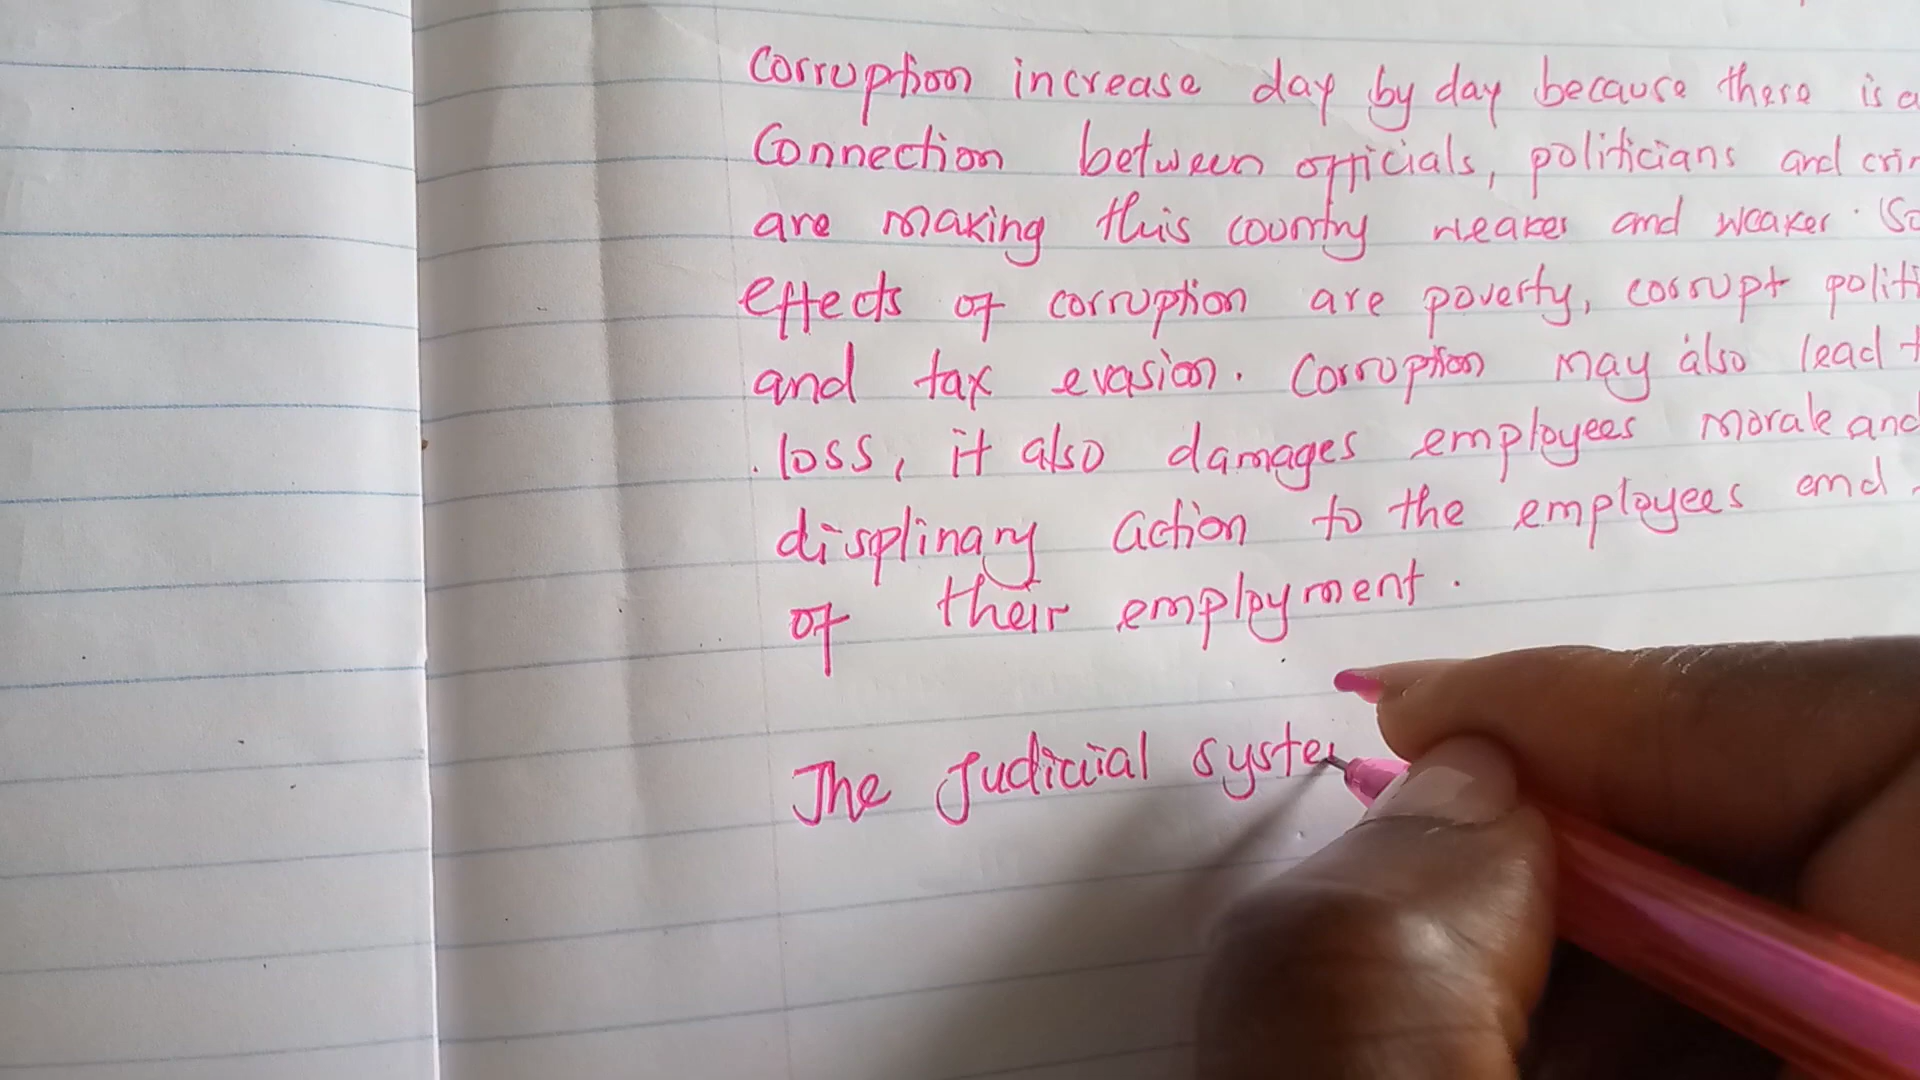 Corruption increase day by day because there is a
Connection between officials, politicians and
are making this country weaker and weaker. So
effects of corruption are poverty, corrupt
and tax evasion. Corruption may also lead
loss, it also damages employees morale and
displinary action to the employees and
of their employment.
The Judicial